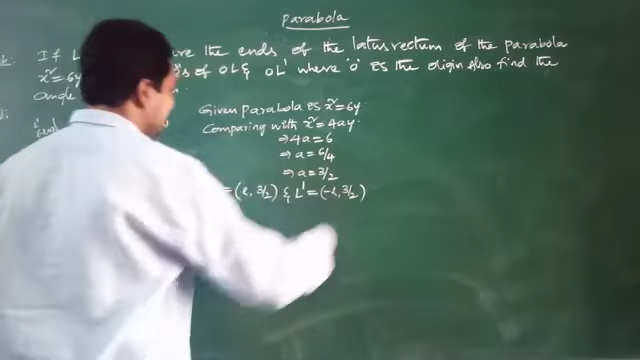 Parabola
If L are the ends of the latusrectum of the parabola
x² = 6y of OL & OL' where 'O' is the origin also find the
angle
Given parabola is x² = 6y.
Comparing with x² = 4ay.
⇒ 4a = 6
⇒ a = 6/4
⇒ a = 3/2
= (2, 3/2) & L' = (-2, 3/2)